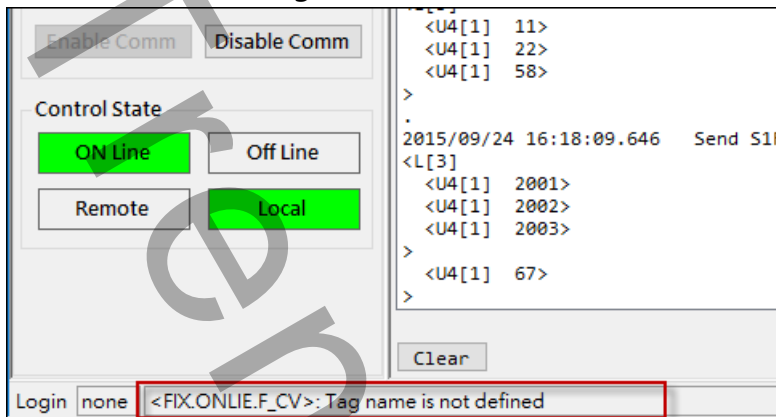 Enable Comm
Disable Comm
Control State
ON Line
Off Line
Remote
Local
<U4[1] 11>
<U4[1] 22>
<U4[1] 58>
>
.
2015/09/24 16:18:09.646 Send S1
<L[3]
<U4[1] 2001>
<U4[1] 2002>
<U4[1] 2003>
>
<U4[1] 67>
>
Clear
Login none <FIX.ONLIE.F_CV>: Tag name is not defined